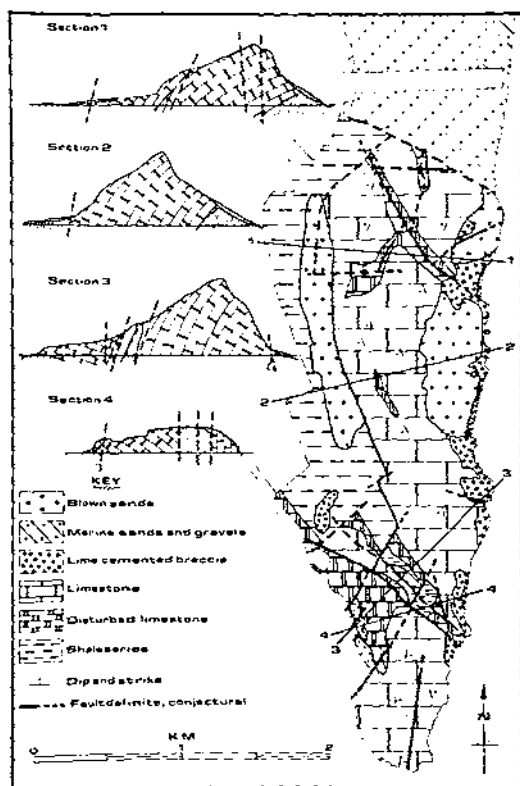 Section 1
Section 2
Section 3
Section 4
KEY
Blown sands
Marine sands and gravels
Lime cemented breccia
Limestone
Disturbed limestone
Shale series
Dip and strike
Fault definite, conjectural
KM
0 1 2
1 1
2 2
3
4
4
3
N